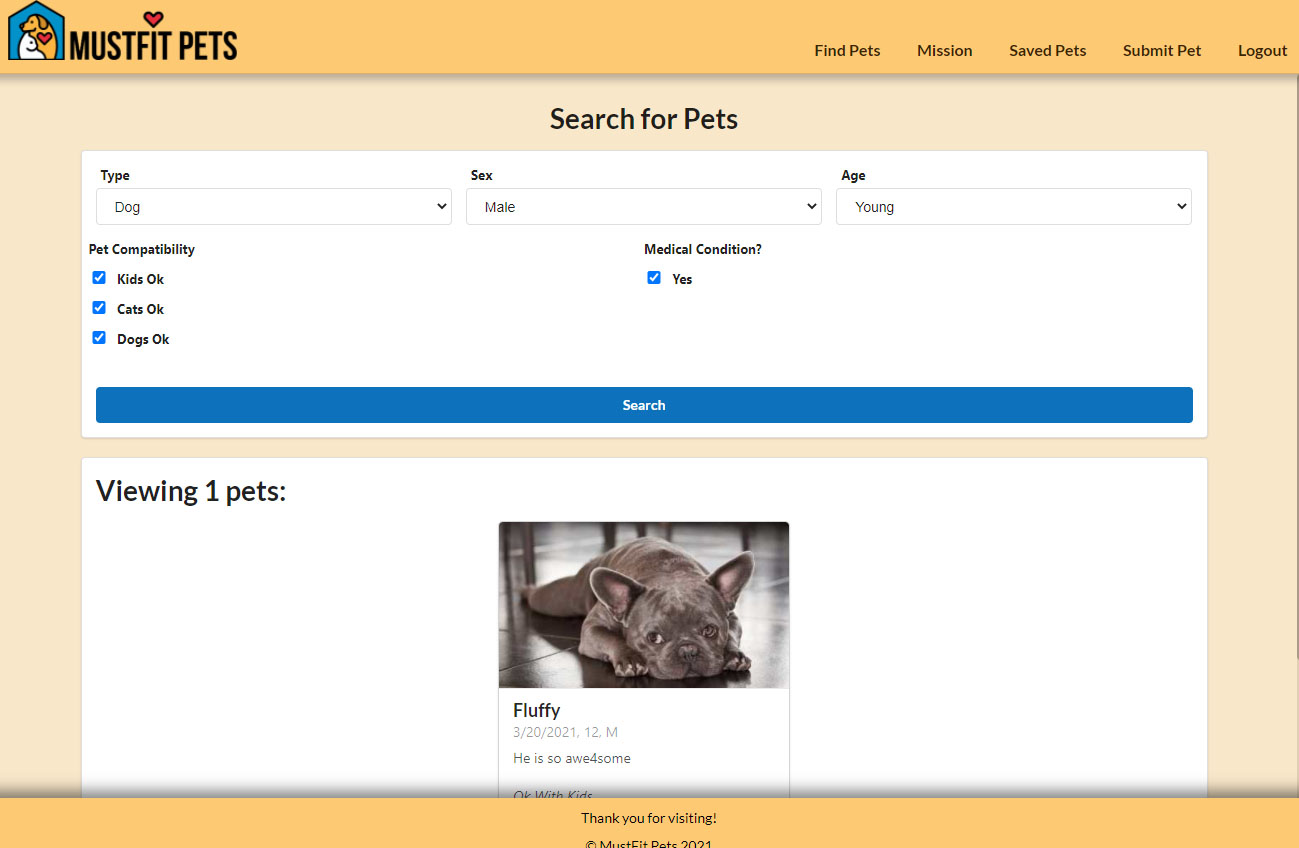 MUSTFIT PETS
Find Pets Mission Saved Pets Submit Pet Logout
Search for Pets
Type Sex Age
Dog Male Young
Pet Compatibility Medical Condition?
Kids Ok Yes
Cats Ok
Dogs Ok
Search
Viewing 1 pets:
Fluffy
3/20/2021, 12, M
He is so awe4some
Ok With Kids
Thank you for visiting!
© MustFit Pets 2021